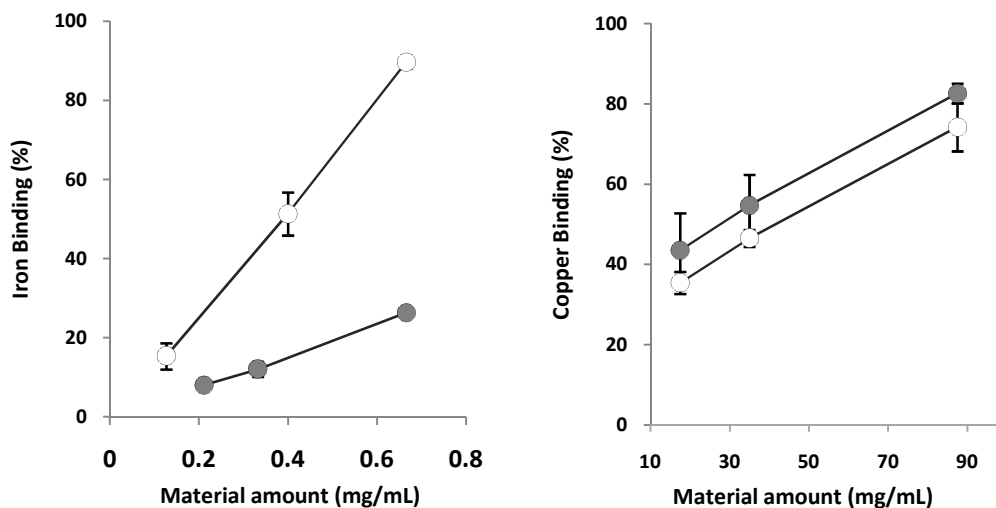 Iron Binding (%)
100
80
60
40
20
0
0 0.2 0.4 0.6 0.8
Material amount (mg/mL)
Copper Binding (%)
100
80
60
40
20
0
10 30 50 70 90
Material amount (mg/mL)